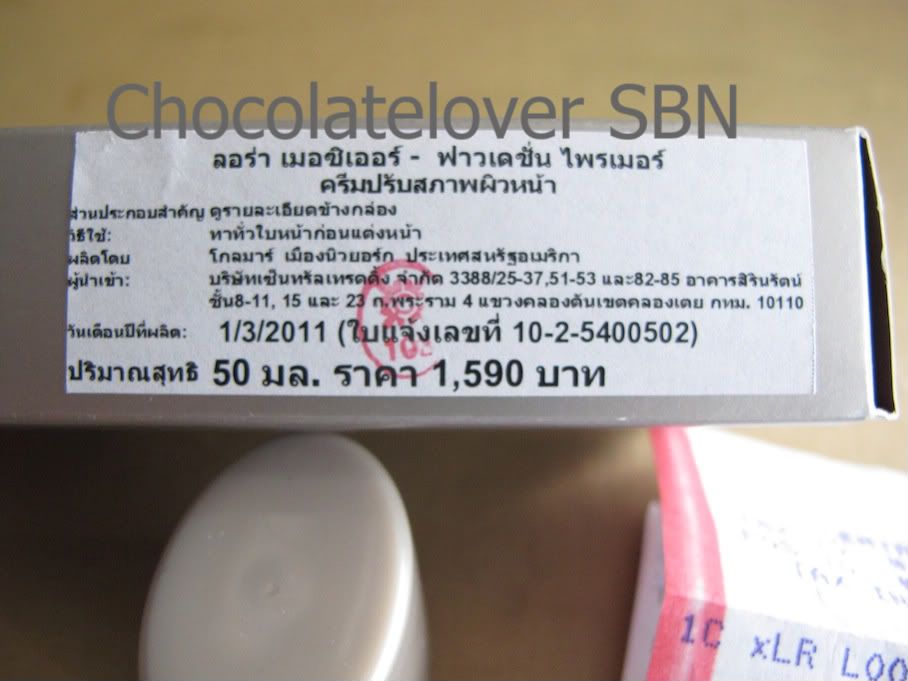 Chocolatelover SBN
ลอร่า เมอซิเออร์ - ฟาวเดชั่น ไพรเมอร์
ครีมปรับสภาพผิวหน้า
ส่วนประกอบสำคัญ ดูรายละเอียดข้างกล่อง
วิธีใช้: ทาทั่วใบหน้าก่อนแต่งหน้า
ผลิตโดย โกลมาร์ เมืองนิวยอร์ก ประเทศสหรัฐอเมริกา
ผู้นำเข้า: บริษัทเซ็นทรัลเทรดดิ้ง จำกัด 3388/25-37,51-53 และ82-85 อาคารสิรินรัตน์
ชั้น8-11, 15 และ 23 ถ.พระราม 4 แขวงคลองตันเขตคลองเตย กทม. 10110
วันเดือนปีที่ผลิต: 1/3/2011 (ใบแจ้งเลขที่ 10-2-5400502)
ปริมาณสุทธิ 50 มล. ราคา 1,590 บาท
1C xLR LOO